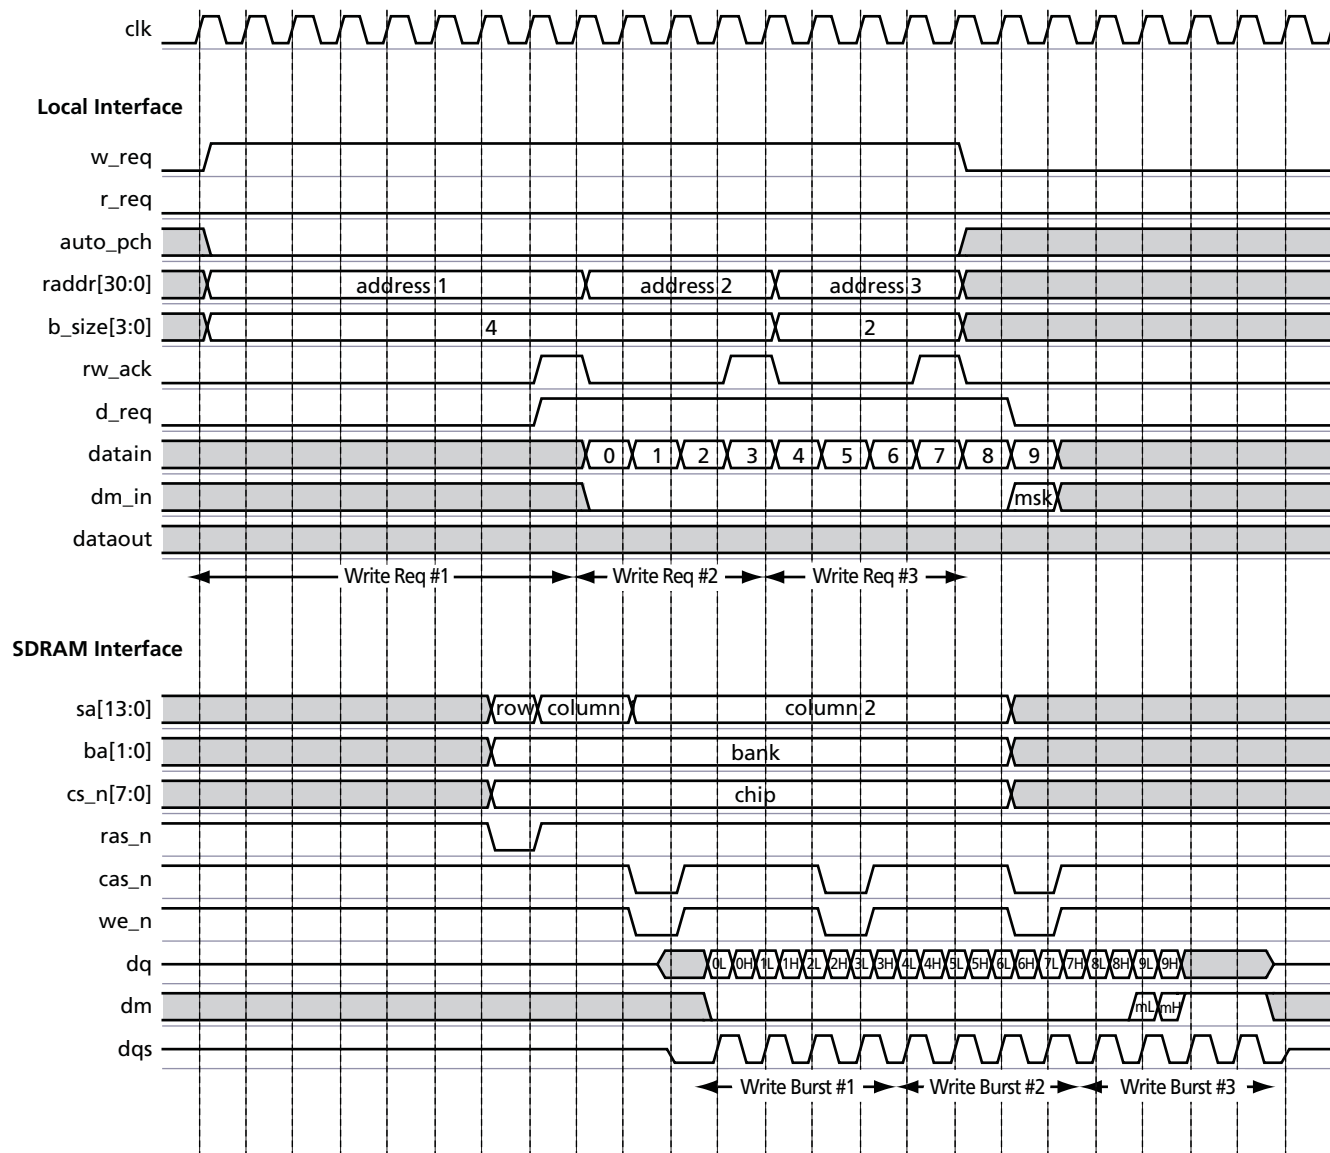 clk
Local Interface
w_req
r_req
auto_pch
raddr[30:0] address 1 address 2 address 3
b_size[3:0] 4 2
rw_ack
d_req
datain 0 1 2 3 4 5 6 7 8 9
dm_in msk
dataout
Write Req #1 Write Req #2 Write Req #3
SDRAM Interface
sa[13:0] row column column 2
ba[1:0] bank
cs_n[7:0] chip
ras_n
cas_n
we_n
dq 0L 0H 1L 1H 2L 2H 3L 3H 4L 4H 5L 5H 6L 6H 7L 7H 8L 8H 9L 9H
dm mL mH
dqs
Write Burst #1 Write Burst #2 Write Burst #3